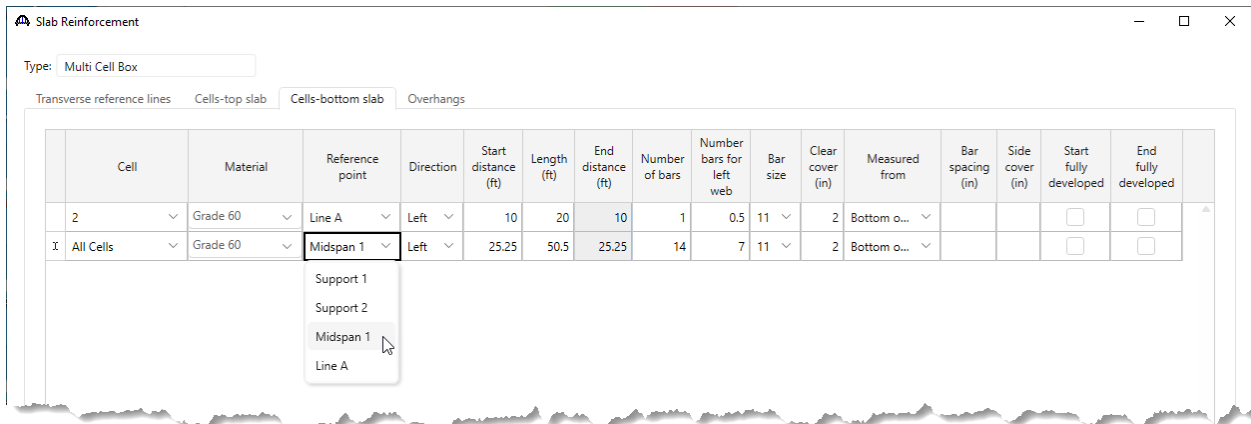 Slab Reinforcement
Type: Multi Cell Box
Transverse reference lines Cells-top slab Cells-bottom slab Overhangs
Cell Material Reference point Direction Start distance (ft) Length (ft) End distance (ft) Number of bars Number bars for left web Bar size Clear cover (in) Measured from Bar spacing (in) Side cover (in) Start fully developed End fully developed
2 Grade 60 Line A Left 10 20 10 1 0.5 11 2 Bottom o...
All Cells Grade 60 Midspan 1 Left 25.25 50.5 25.25 14 7 11 2 Bottom o...
Support 1
Support 2
Midspan 1
Line A